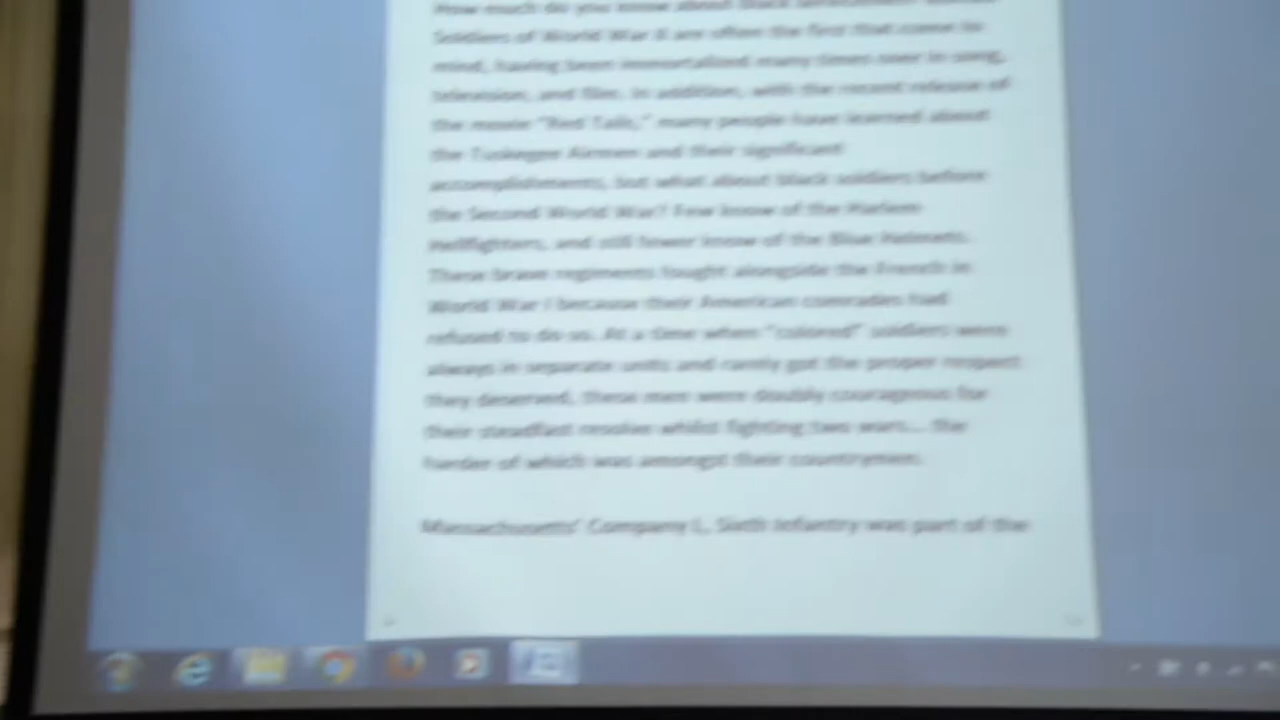 How much do you know about black
Soldiers of World War II are often the first that come to
mind, having been immortalized many times over in song,
television, and film. In addition, with the recent release of
the movie "Red Tails," many people have learned about
the Tuskegee Airmen and their significant
accomplishments, but what about black soldiers before
the Second World War? Few know of the Harlem
Hellfighters, and still fewer know of the Blue Helmets.
These brave regiments fought alongside the French in
World War I because their American comrades had
refused to do so. At a time when "colored" soldiers were
always in separate units and rarely got the proper respect
they deserved, these men were doubly courageous for
their steadfast resolve whilst fighting two wars... the
harder of which was amongst their countrymen.
Massachusetts' Company L, Sixth Infantry was part of the